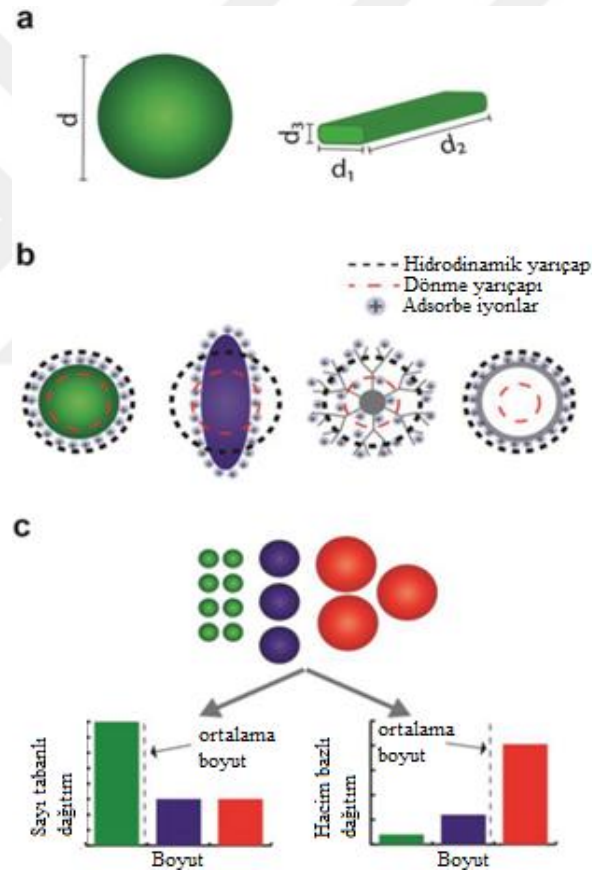 a
d
d₃
d₁
d₂
b
Hidrodinamik yarıçap
Dönme yarıçapı
Adsorbe iyonlar
c
Sayı tabanlı
dağıtım
ortalama
boyut
Boyut
Hacim bazlı
dağıtım
ortalama
boyut
Boyut